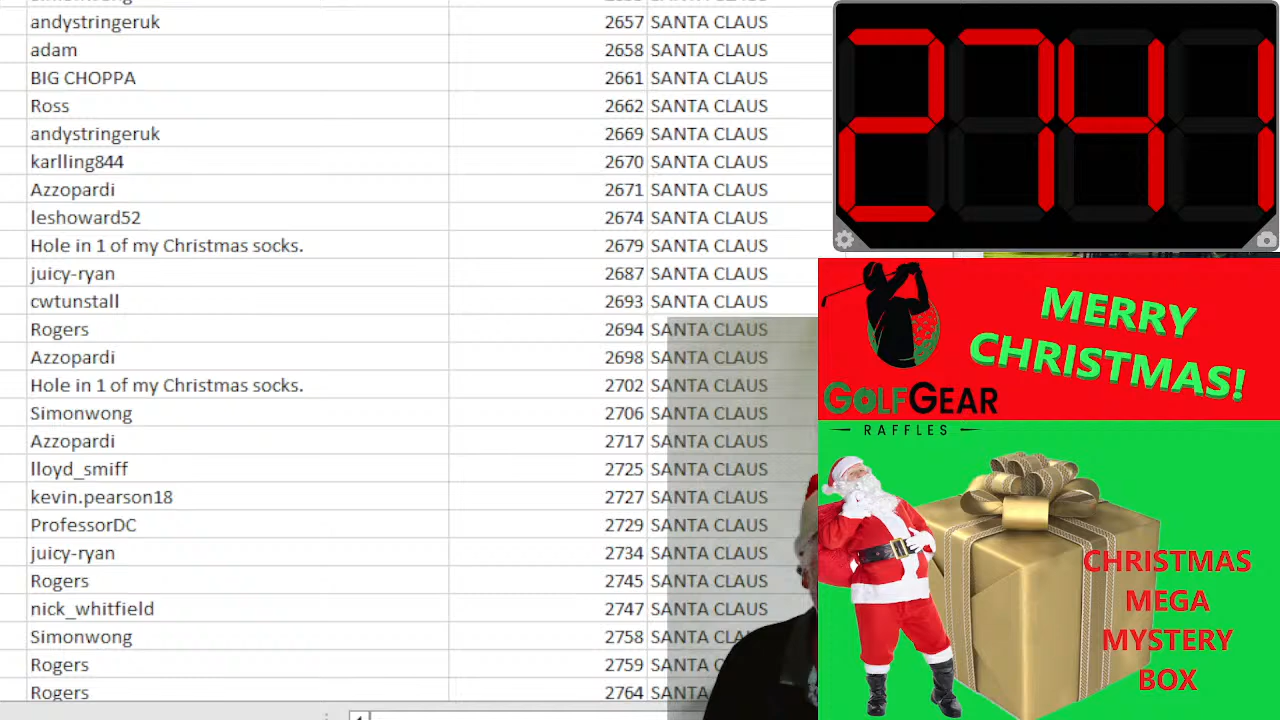 andystringeruk 2657 SANTA CLAUS
adam 2658 SANTA CLAUS
BIG CHOPPA 2661 SANTA CLAUS
Ross 2662 SANTA CLAUS
andystringeruk 2669 SANTA CLAUS
karlling844 2670 SANTA CLAUS
Azzopardi 2671 SANTA CLAUS
leshoward52 2674 SANTA CLAUS
Hole in 1 of my Christmas socks. 2679 SANTA CLAUS
juicy-ryan 2687 SANTA CLAUS
cwtunstall 2693 SANTA CLAUS
Rogers 2694 SANTA CLAUS
Azzopardi 2698 SANTA CLAUS
Hole in 1 of my Christmas socks. 2702 SANTA CLAUS
Simonwong 2706 SANTA CLAUS
Azzopardi 2717 SANTA CLAUS
lloyd_smiff 2725 SANTA CLAUS
kevin.pearson18 2727 SANTA CLAUS
ProfessorDC 2729 SANTA CLAUS
juicy-ryan 2734 SANTA CLAUS
Rogers 2745 SANTA CLAUS
nick_whitfield 2747 SANTA CLAUS
Simonwong 2758 SANTA
Rogers 2759 SANTA
Rogers 2764 SANTA
2741
MERRY
CHRISTMAS!
GOLFGEAR
RAFFLES
CHRISTMAS
MEGA
MYSTERY
BOX